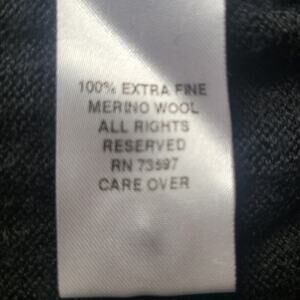 100% EXTRA FINE
MERINO WOOL
ALL RIGHTS
RESERVED
RN 73597
CARE OVER